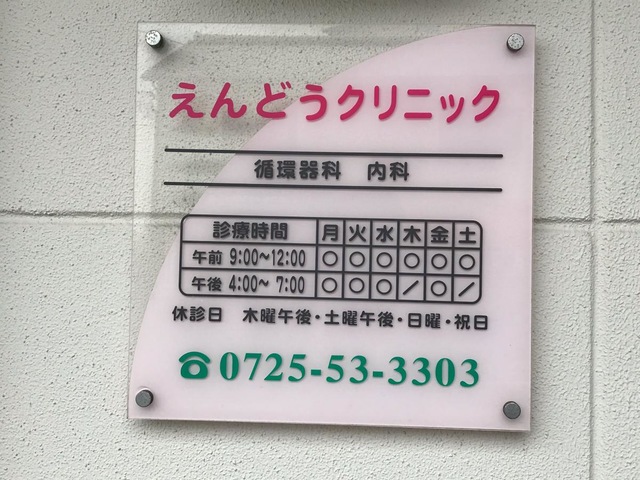 えんどうクリニック
循環器科 内科
診療時間 月 火 水 木 金 土
午前 9:00〜12:00 ○ ○ ○ ○ ○ ○
午後 4:00〜 7:00 ○ ○ ○ / ○ /
休診日 木曜午後・土曜午後・日曜・祝日
☎0725-53-3303